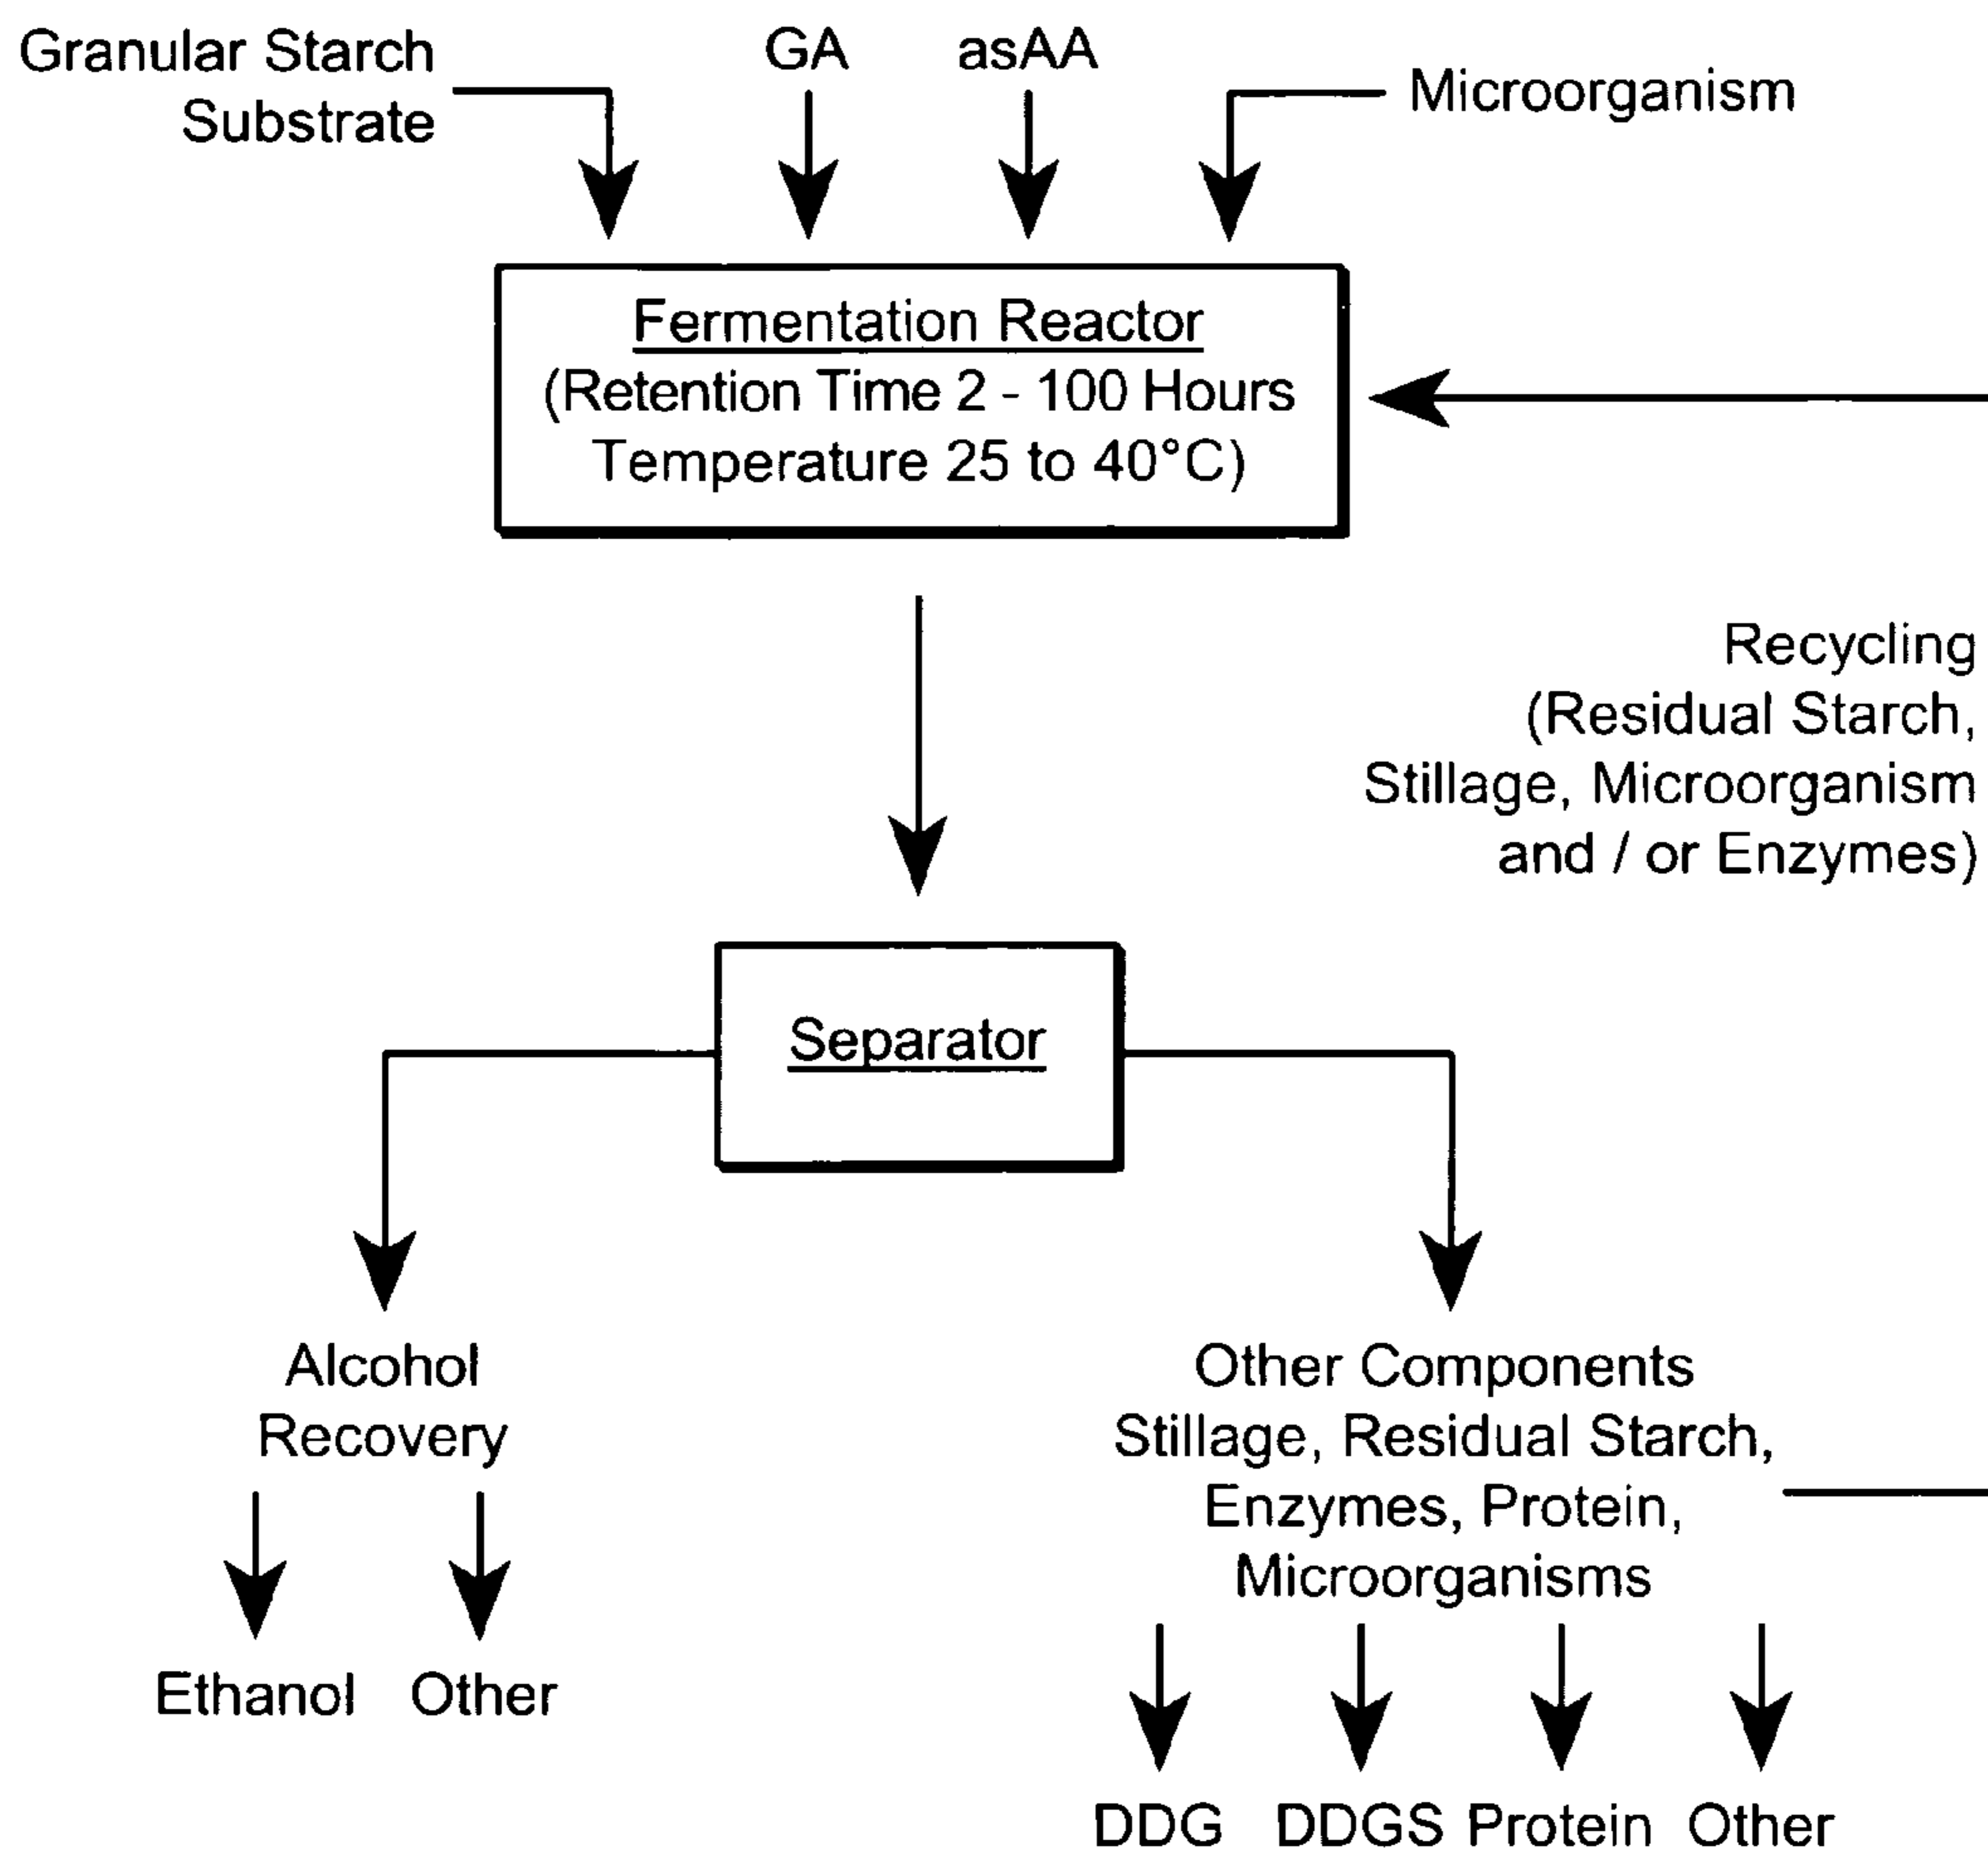 Granular Starch
Substrate
GA
asAA
Microorganism
Fermentation Reactor
(Retention Time 2 - 100 Hours
Temperature 25 to 40°C)
Recycling
(Residual Starch,
Stillage, Microorganism
and / or Enzymes)
Separator
Alcohol
Recovery
Other Components
Stillage, Residual Starch,
Enzymes, Protein,
Microorganisms
Ethanol
Other
DDG
DDGS
Protein
Other